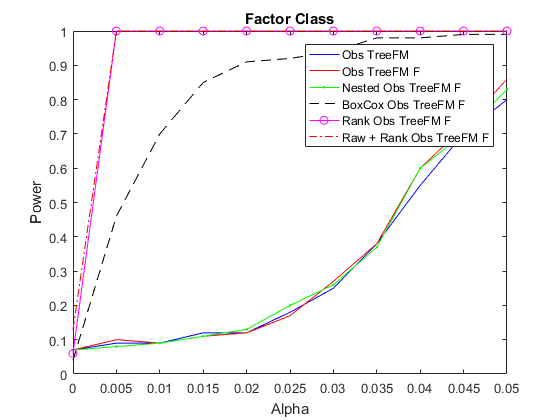 Factor Class
Obs TreeFM
Obs TreeFM F
Nested Obs TreeFM F
BoxCox Obs TreeFM F
Rank Obs TreeFM F
Raw + Rank Obs TreeFM F
Power
1
0.9
0.8
0.7
0.6
0.5
0.4
0.3
0.2
0.1
0
0 0.005 0.01 0.015 0.02 0.025 0.03 0.035 0.04 0.045 0.05
Alpha